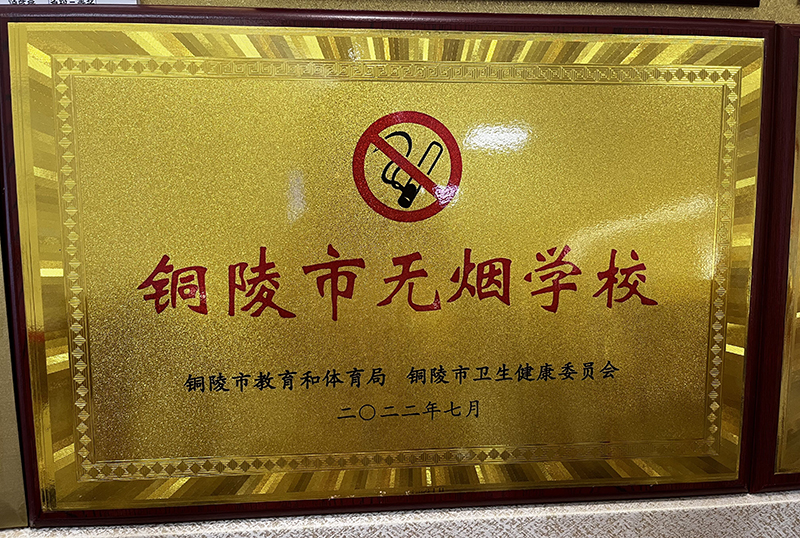 铜陵市无烟学校
铜陵市教育和体育局 铜陵市卫生健康委员会
二〇二二年七月